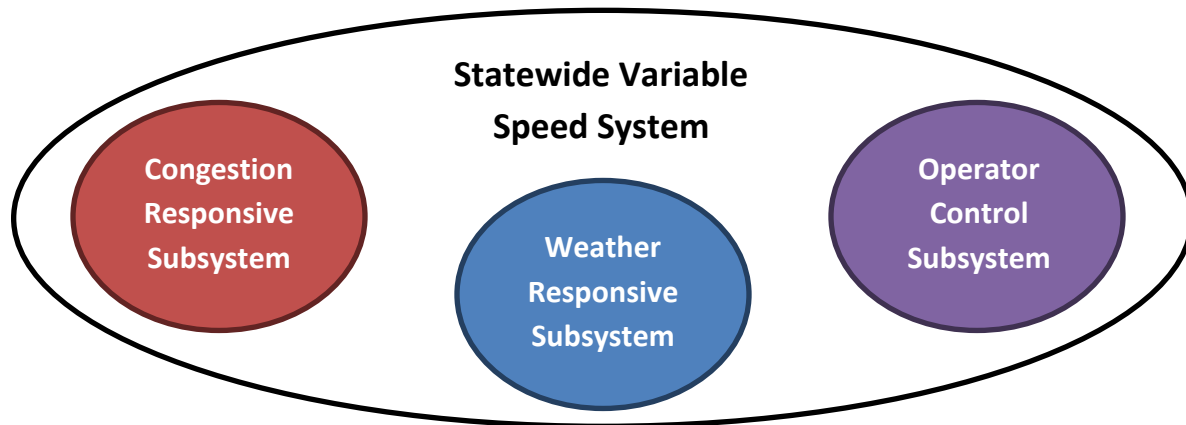 Statewide Variable
Speed System
Congestion
Responsive
Subsystem
Weather
Responsive
Subsystem
Operator
Control
Subsystem